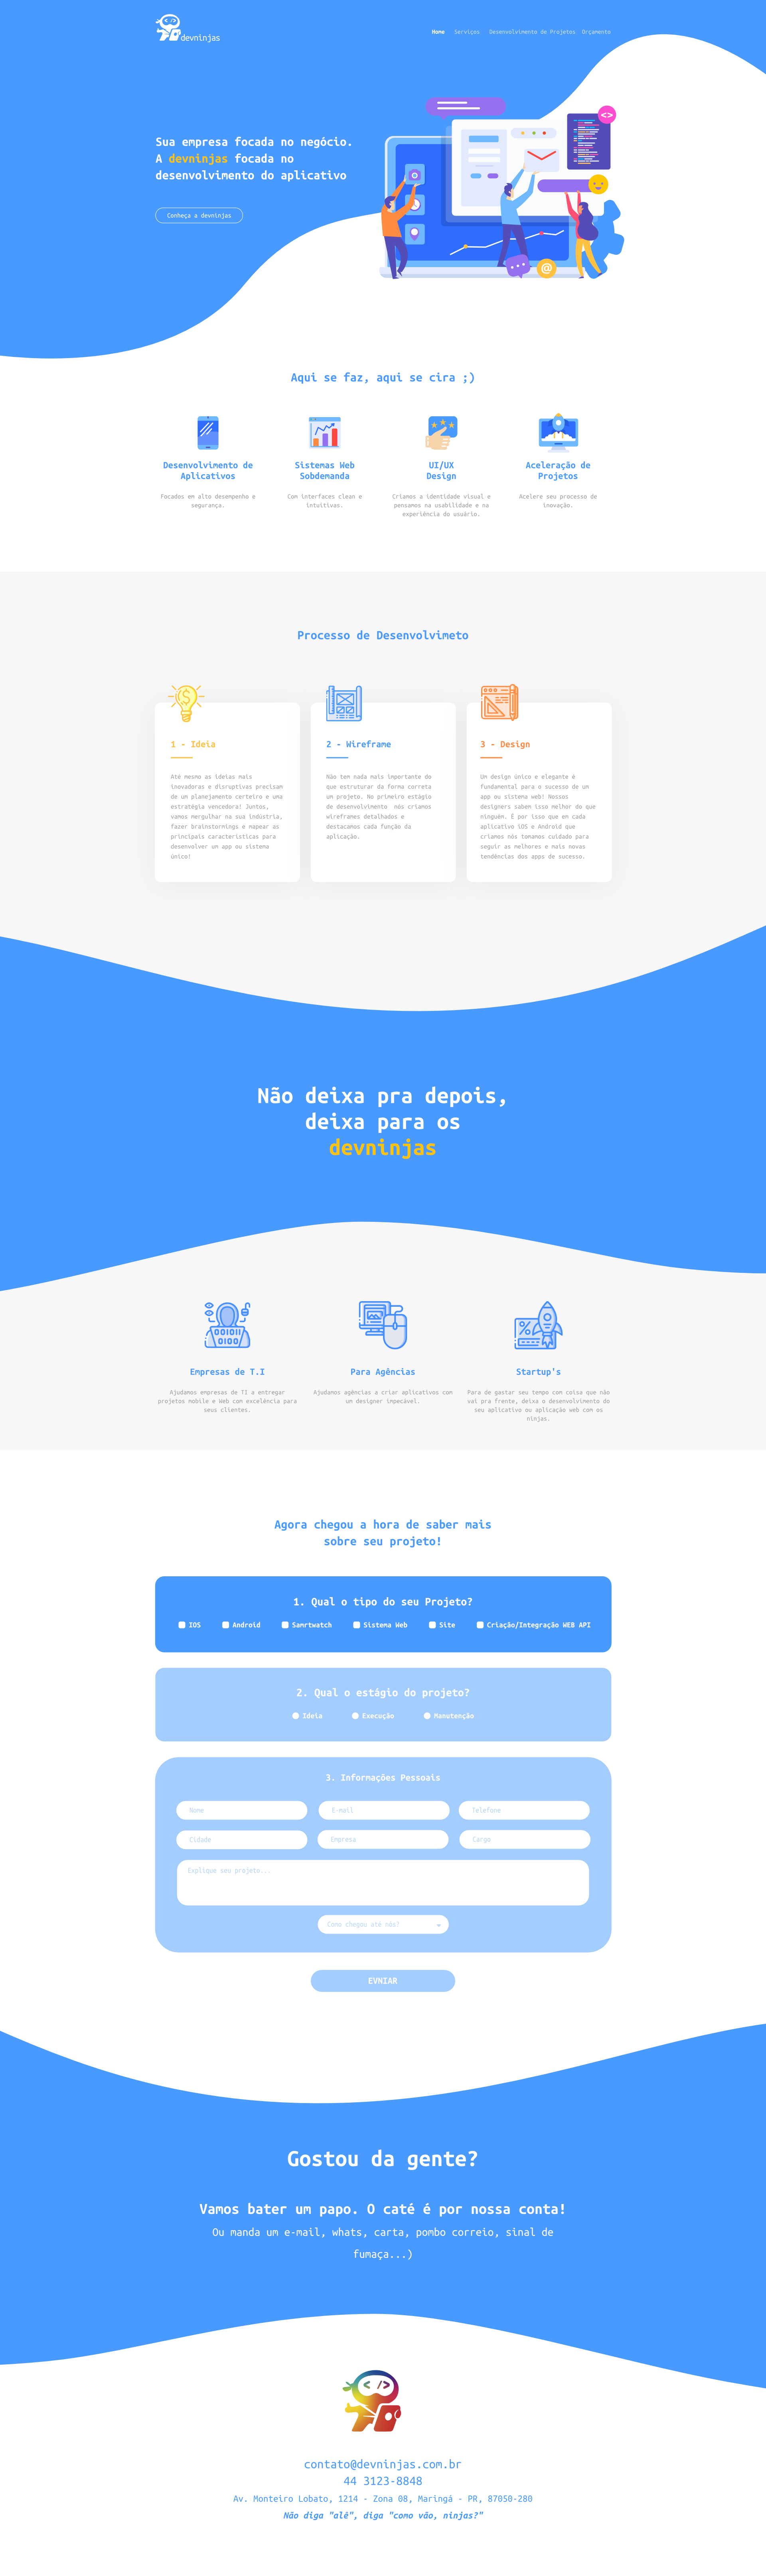 devninjas
Home Serviços Desenvolvimento de Projetos Orçamento
Sua empresa focada no negócio.
A devninjas focada no
desenvolvimento do aplicativo
Conheça a devninjas
<>
@
Aqui se faz, aqui se cira ;)
Desenvolvimento de
Aplicativos
Focados em alto desempenho e
segurança.
Sistemas Web
Sobdemanda
Com interfaces clean e
intuitivas.
UI/UX
Design
Criamos a identidade visual e
pensamos na usabilidade e na
experiência do usuário.
Aceleração de
Projetos
Acelere seu processo de
inovação.
Processo de Desenvolvimeto
1 - Ideia
Até mesmo as ideias mais
inovadoras e disruptivas precisam
de um planejamento certeiro e uma
estratégia vencedora! Juntos,
vamos mergulhar na sua indústria,
fazer brainstormings e mapear as
principais características para
desenvolver um app ou sistema
único!
2 - Wireframe
Não tem nada mais importante do
que estruturar da forma correta
um projeto. No primeiro estágio
de desenvolvimento nós criamos
wireframes detalhados e
destacamos cada função da
aplicação.
3 - Design
Um design único e elegante é
fundamental para o sucesso de um
app ou sistema web! Nossos
designers sabem isso melhor do que
ninguém. É por isso que em cada
aplicativo iOS e Android que
criamos nós tomamos cuidado para
seguir as melhores e mais novas
tendências dos apps de sucesso.
Não deixa pra depois,
deixa para os
devninjas
Empresas de T.I
Ajudamos empresas de TI a entregar
projetos mobile e Web com excelência para
seus clientes.
Para Agências
Ajudamos agências a criar aplicativos com
um designer impecável.
Startup's
Para de gastar seu tempo com coisa que não
vai pra frente, deixa o desenvolvimento do
seu aplicativo ou aplicação web com os
ninjas.
Agora chegou a hora de saber mais
sobre seu projeto!
1. Qual o tipo do seu Projeto?
IOS Android Samrtwatch Sistema Web Site Criação/Integração WEB API
2. Qual o estágio do projeto?
Ideia Execução Manutenção
3. Informações Pessoais
Nome E-mail Telefone
Cidade Empresa Cargo
Explique seu projeto...
Como chegou até nós?
EVNIAR
Gostou da gente?
Vamos bater um papo. O caté é por nossa conta!
Ou manda um e-mail, whats, carta, pombo correio, sinal de
fumaça...)
contato@devninjas.com.br
44 3123-8848
Av. Monteiro Lobato, 1214 - Zona 08, Maringá - PR, 87050-280
Não diga "alê", diga "como vão, ninjas?"